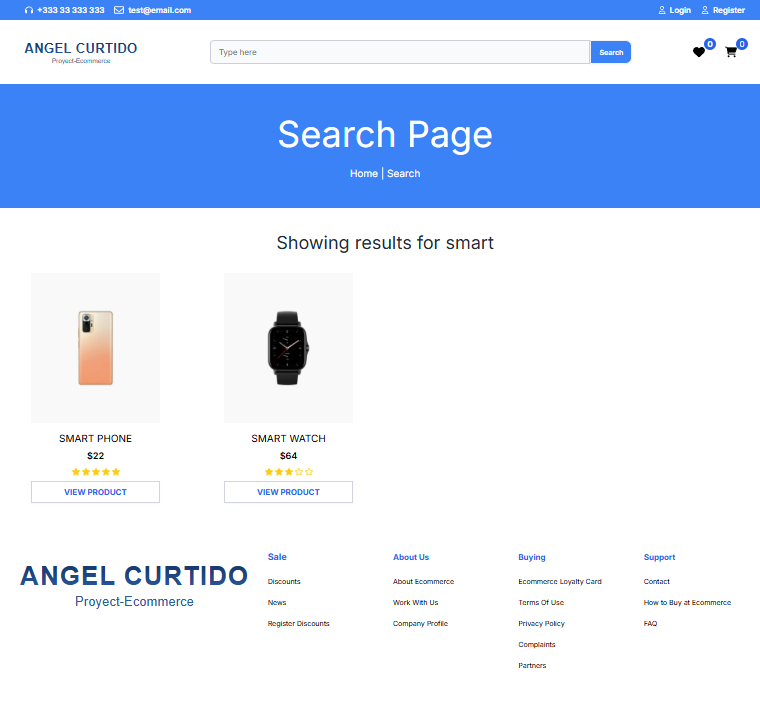 +333 33 333 333 test@email.com Login Register
ANGEL CURTIDO
Proyect-Ecommerce
Type here Search 0 0
Search Page
Home | Search
Showing results for smart
SMART PHONE
$22
VIEW PRODUCT
SMART WATCH
$64
VIEW PRODUCT
ANGEL CURTIDO
Proyect-Ecommerce
Sale
Discounts
News
Register Discounts
About Us
About Ecommerce
Work With Us
Company Profile
Buying
Ecommerce Loyalty Card
Terms Of Use
Privacy Policy
Complaints
Partners
Support
Contact
How to Buy at Ecommerce
FAQ